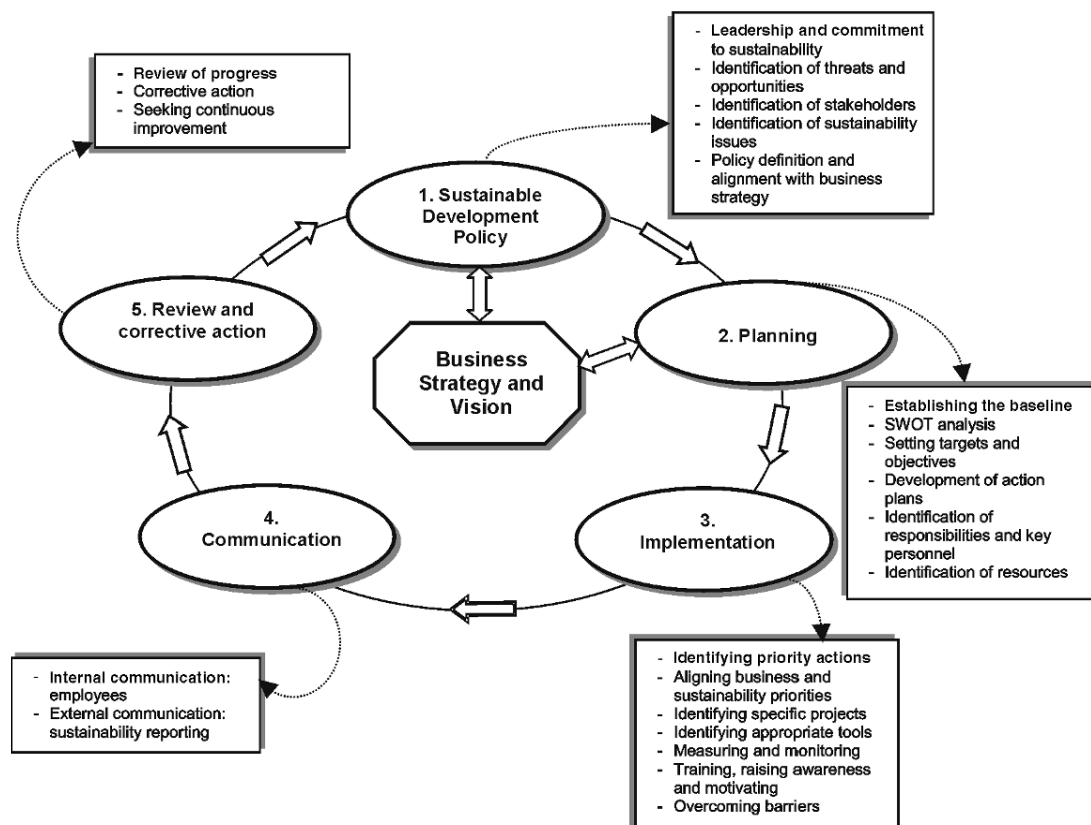 - Leadership and commitment
to sustainability
- Identification of threats and
opportunities
- Identification of stakeholders
- Identification of sustainability
issues
- Policy definition and
alignment with business
strategy
- Review of progress
- Corrective action
- Seeking continuous
improvement
1. Sustainable
Development
Policy
5. Review and
corrective action
2. Planning
Business
Strategy and
Vision
- Establishing the baseline
- SWOT analysis
- Setting targets and
objectives
- Development of action
plans
- Identification of
responsibilities and key
personnel
- Identification of resources
4.
Communication
3.
Implementation
- Internal communication:
employees
- External communication:
sustainability reporting
- Identifying priority actions
- Aligning business and
sustainability priorities
- Identifying specific projects
- Identifying appropriate tools
- Measuring and monitoring
- Training, raising awareness
and motivating
- Overcoming barriers